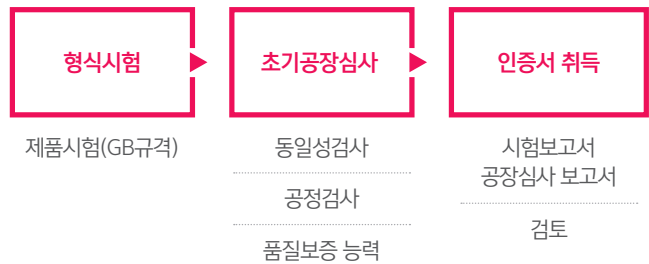 형식시험
초기공장심사
인증서 취득
제품시험(GB규격)
동일성검사
공정검사
품질보증 능력
시험보고서
공장심사 보고서
검토